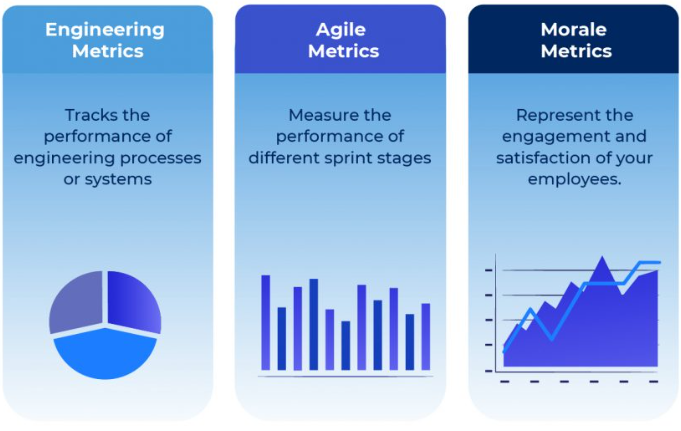 Engineering
Metrics
Tracks the
performance of
engineering processes
or systems
Agile
Metrics
Measure the
performance of
different sprint stages
Morale
Metrics
Represent the
engagement and
satisfaction of your
employees.